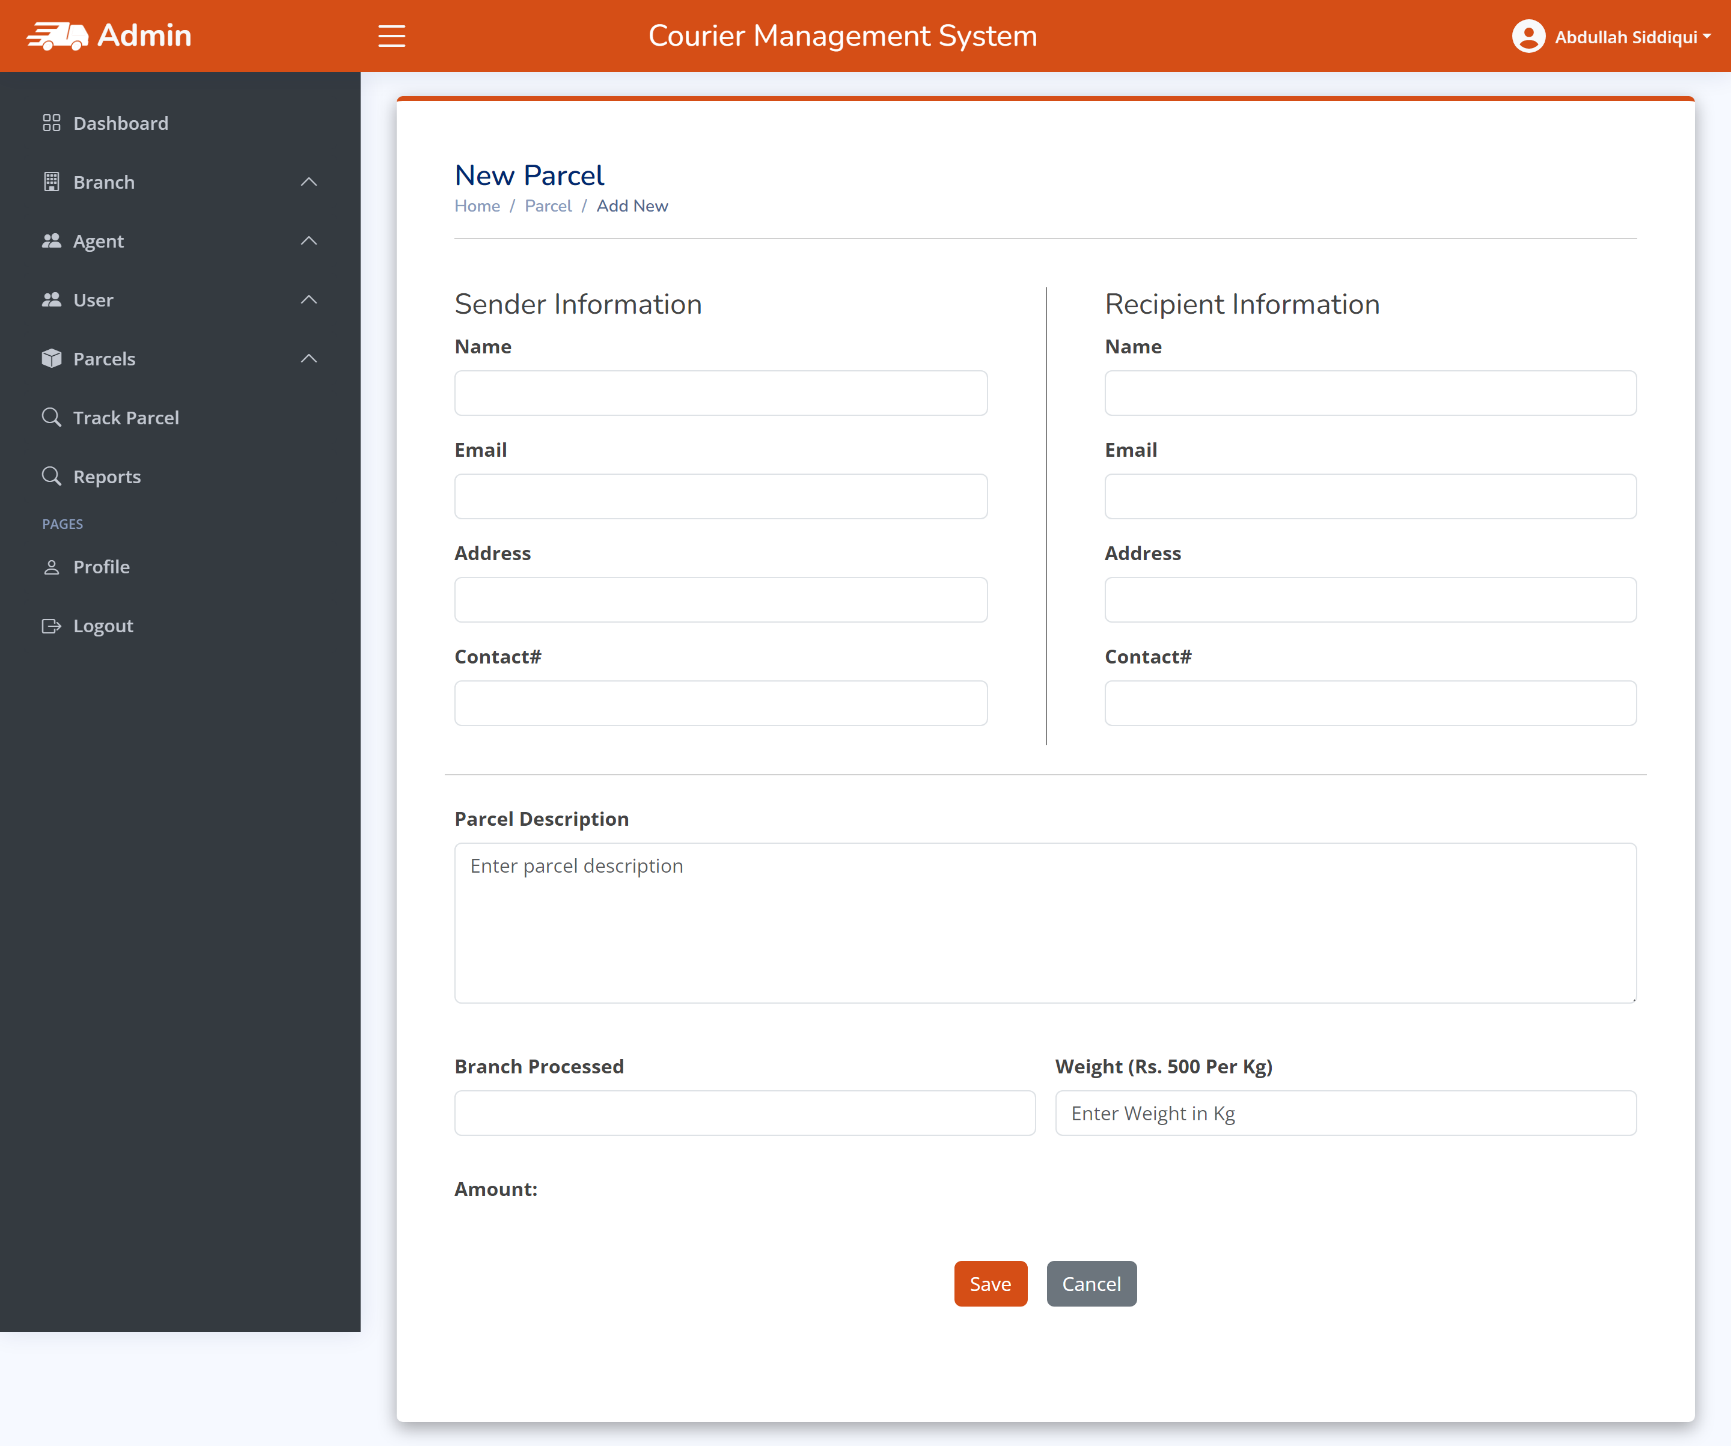 Admin
Courier Management System
Abdullah Siddiqui
Dashboard
Branch
Agent
User
Parcels
Track Parcel
Reports
PAGES
Profile
Logout
New Parcel
Home / Parcel / Add New
Sender Information
Name
Email
Address
Contact#
Recipient Information
Name
Email
Address
Contact#
Parcel Description
Enter parcel description
Branch Processed
Weight (Rs. 500 Per Kg)
Enter Weight in Kg
Amount:
Save
Cancel